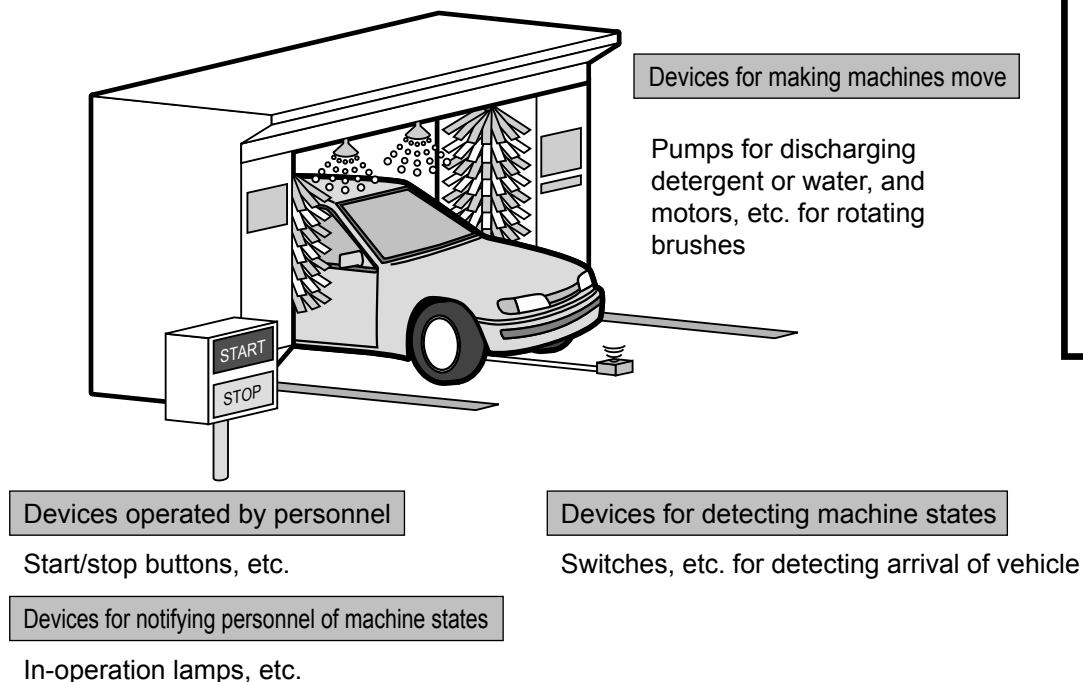 Devices for making machines move
Pumps for discharging
detergent or water, and
motors, etc. for rotating
brushes
START
STOP
Devices operated by personnel
Start/stop buttons, etc.
Devices for detecting machine states
Switches, etc. for detecting arrival of vehicle
Devices for notifying personnel of machine states
In-operation lamps, etc.